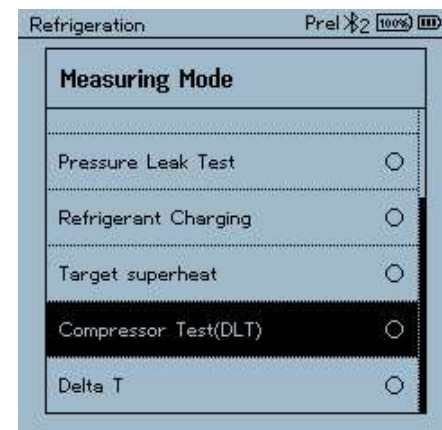 Refrigeration Prel 2 100%
Measuring Mode
Pressure Leak Test
Refrigerant Charging
Target superheat
Compressor Test(DLT)
Delta T